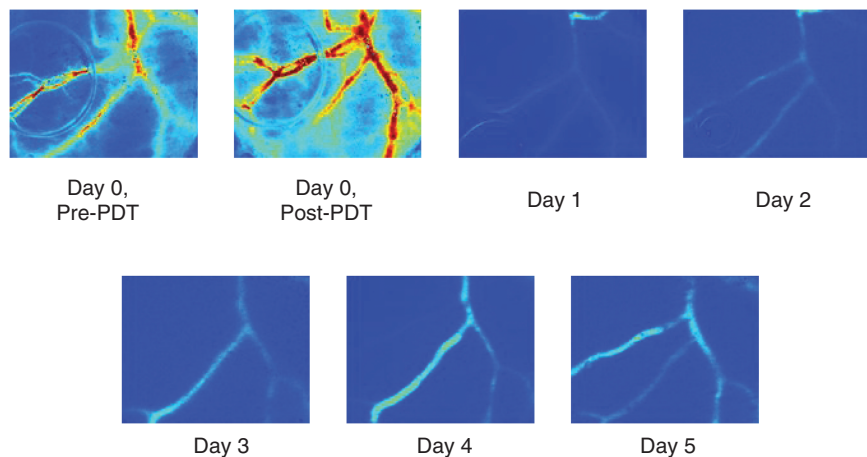 Day 0,
Pre-PDT
Day 0,
Post-PDT
Day 1
Day 2
Day 3
Day 4
Day 5